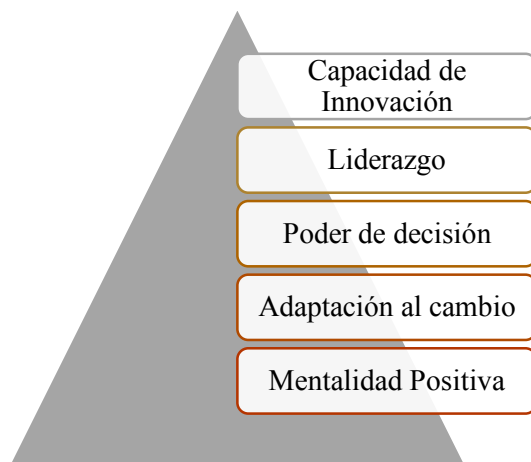 Capacidad de
Innovación
Liderazgo
Poder de decisión
Adaptación al cambio
Mentalidad Positiva